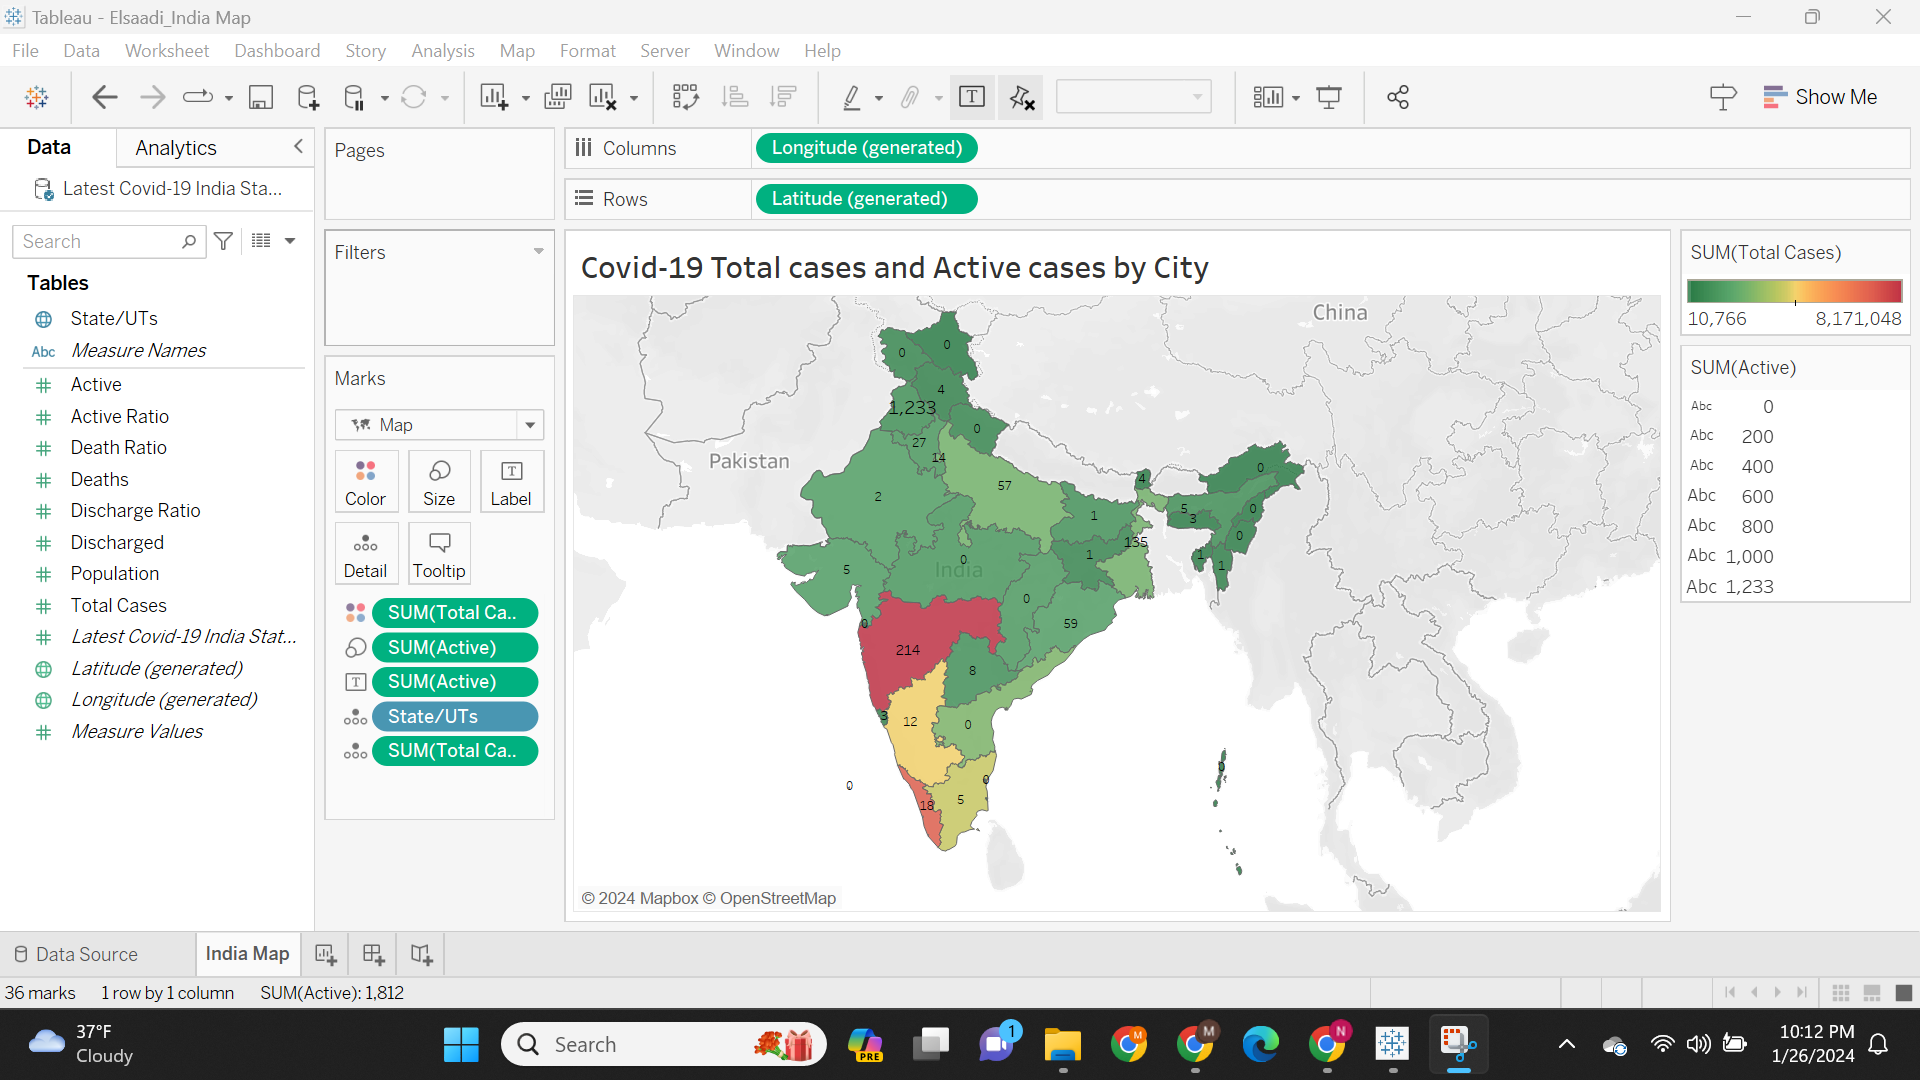 Tableau - Elsaadi_India Map
File Data Worksheet Dashboard Story Analysis Map Format Server Window Help
Show Me
Data Analytics
Latest Covid-19 India Sta...
Search
Tables
State/UTs
Abc Measure Names
Active
Active Ratio
Death Ratio
Deaths
Discharge Ratio
Discharged
Population
Total Cases
Latest Covid-19 India Stat...
Latitude (generated)
Longitude (generated)
Measure Values
Pages
Filters
Marks
Map
Color Size Label
Detail Tooltip
SUM(Total Ca..
SUM(Active)
SUM(Active)
State/UTs
SUM(Total Ca..
Columns Longitude (generated)
Rows Latitude (generated)
Covid-19 Total cases and Active cases by City
China
Pakistan
India
0 0
4
1,233
0
27
14
57
2
4
0
5
3
0
0
1
135
1
1
1
5
0
0
0
59
214
8
3
12
0
0
0
0
18
5
© 2024 Mapbox © OpenStreetMap
SUM(Total Cases)
10,766 8,171,048
SUM(Active)
Abc 0
Abc 200
Abc 400
Abc 600
Abc 800
Abc 1,000
Abc 1,233
Data Source India Map
36 marks 1 row by 1 column SUM(Active): 1,812
37°F
Cloudy
Search
PRE
1
M
M
N
10:12 PM
1/26/2024